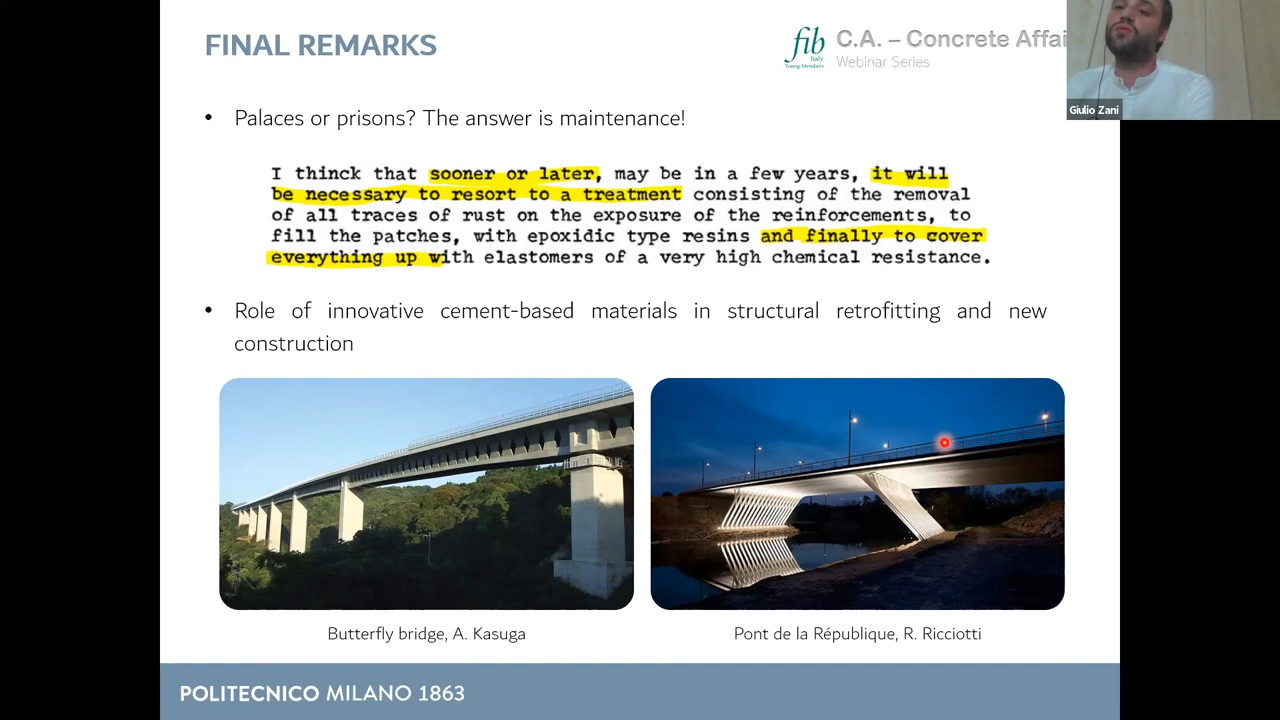 FINAL REMARKS
fib
Italy
Young Members
C.A. – Concrete Affai
Webinar Series
Giulio Zani
• Palaces or prisons? The answer is maintenance!
I thinck that sooner or later, may be in a few years, it will
be necessary to resort to a treatment consisting of the removal
of all traces of rust on the exposure of the reinforcements, to
fill the patches, with epoxidic type resins and finally to cover
everything up with elastomers of a very high chemical resistance.
• Role of innovative cement-based materials in structural retrofitting and new
construction
Butterfly bridge, A. Kasuga
Pont de la République, R. Ricciotti
POLITECNICO MILANO 1863